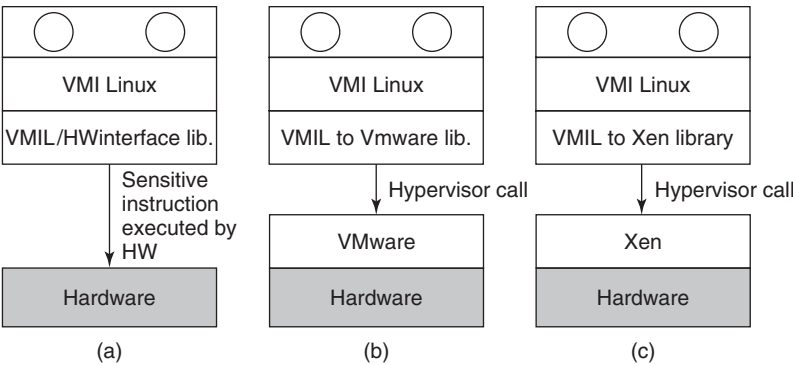 VMI Linux
VMIL/HWinterface lib.
Sensitive
instruction
executed by
HW
Hardware
(a)
VMI Linux
VMIL to Vmware lib.
Hypervisor call
VMware
Hardware
(b)
VMI Linux
VMIL to Xen library
Hypervisor call
Xen
Hardware
(c)